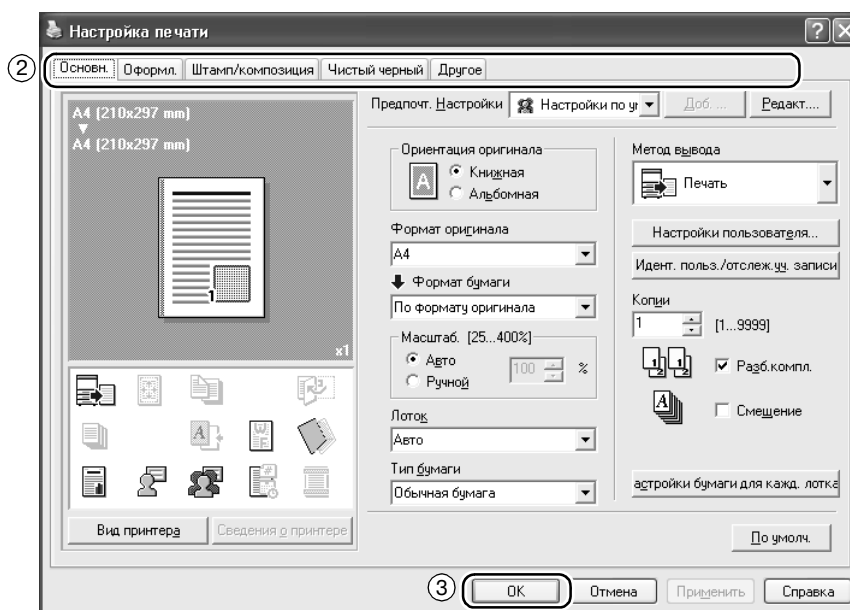 Настройка печати
②
Основн. Оформл. Штамп/композиция Чистый черный Другое
A4 (210x297 mm)
A4 (210x297 mm)
1
x1
Вид принтера Сведения о принтере
Предпочт. Настройки Настройки по ум Доб. ... Редакт....
Ориентация оригинала
A
Книжная
Альбомная
Формат оригинала
A4
Формат бумаги
По формату оригинала
Масштаб. [25...400%]
Авто
Ручной
100 %
Лоток
Авто
Тип бумаги
Обычная бумага
Метод вывода
Печать
Настройки пользователя...
Идент. польз./отслеж.уч. записи
Копии
1 [1...9999]
Разб.компл.
Смещение
астройки бумаги для кажд. лотка
По умолч.
③ OK Отмена Применить Справка